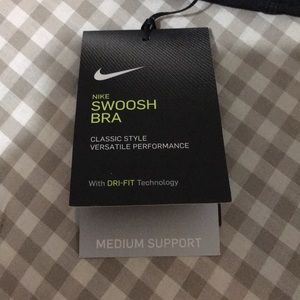 NIKE
SWOOSH
BRA
CLASSIC STYLE
VERSATILE PERFORMANCE
With DRI-FIT Technology
MEDIUM SUPPORT